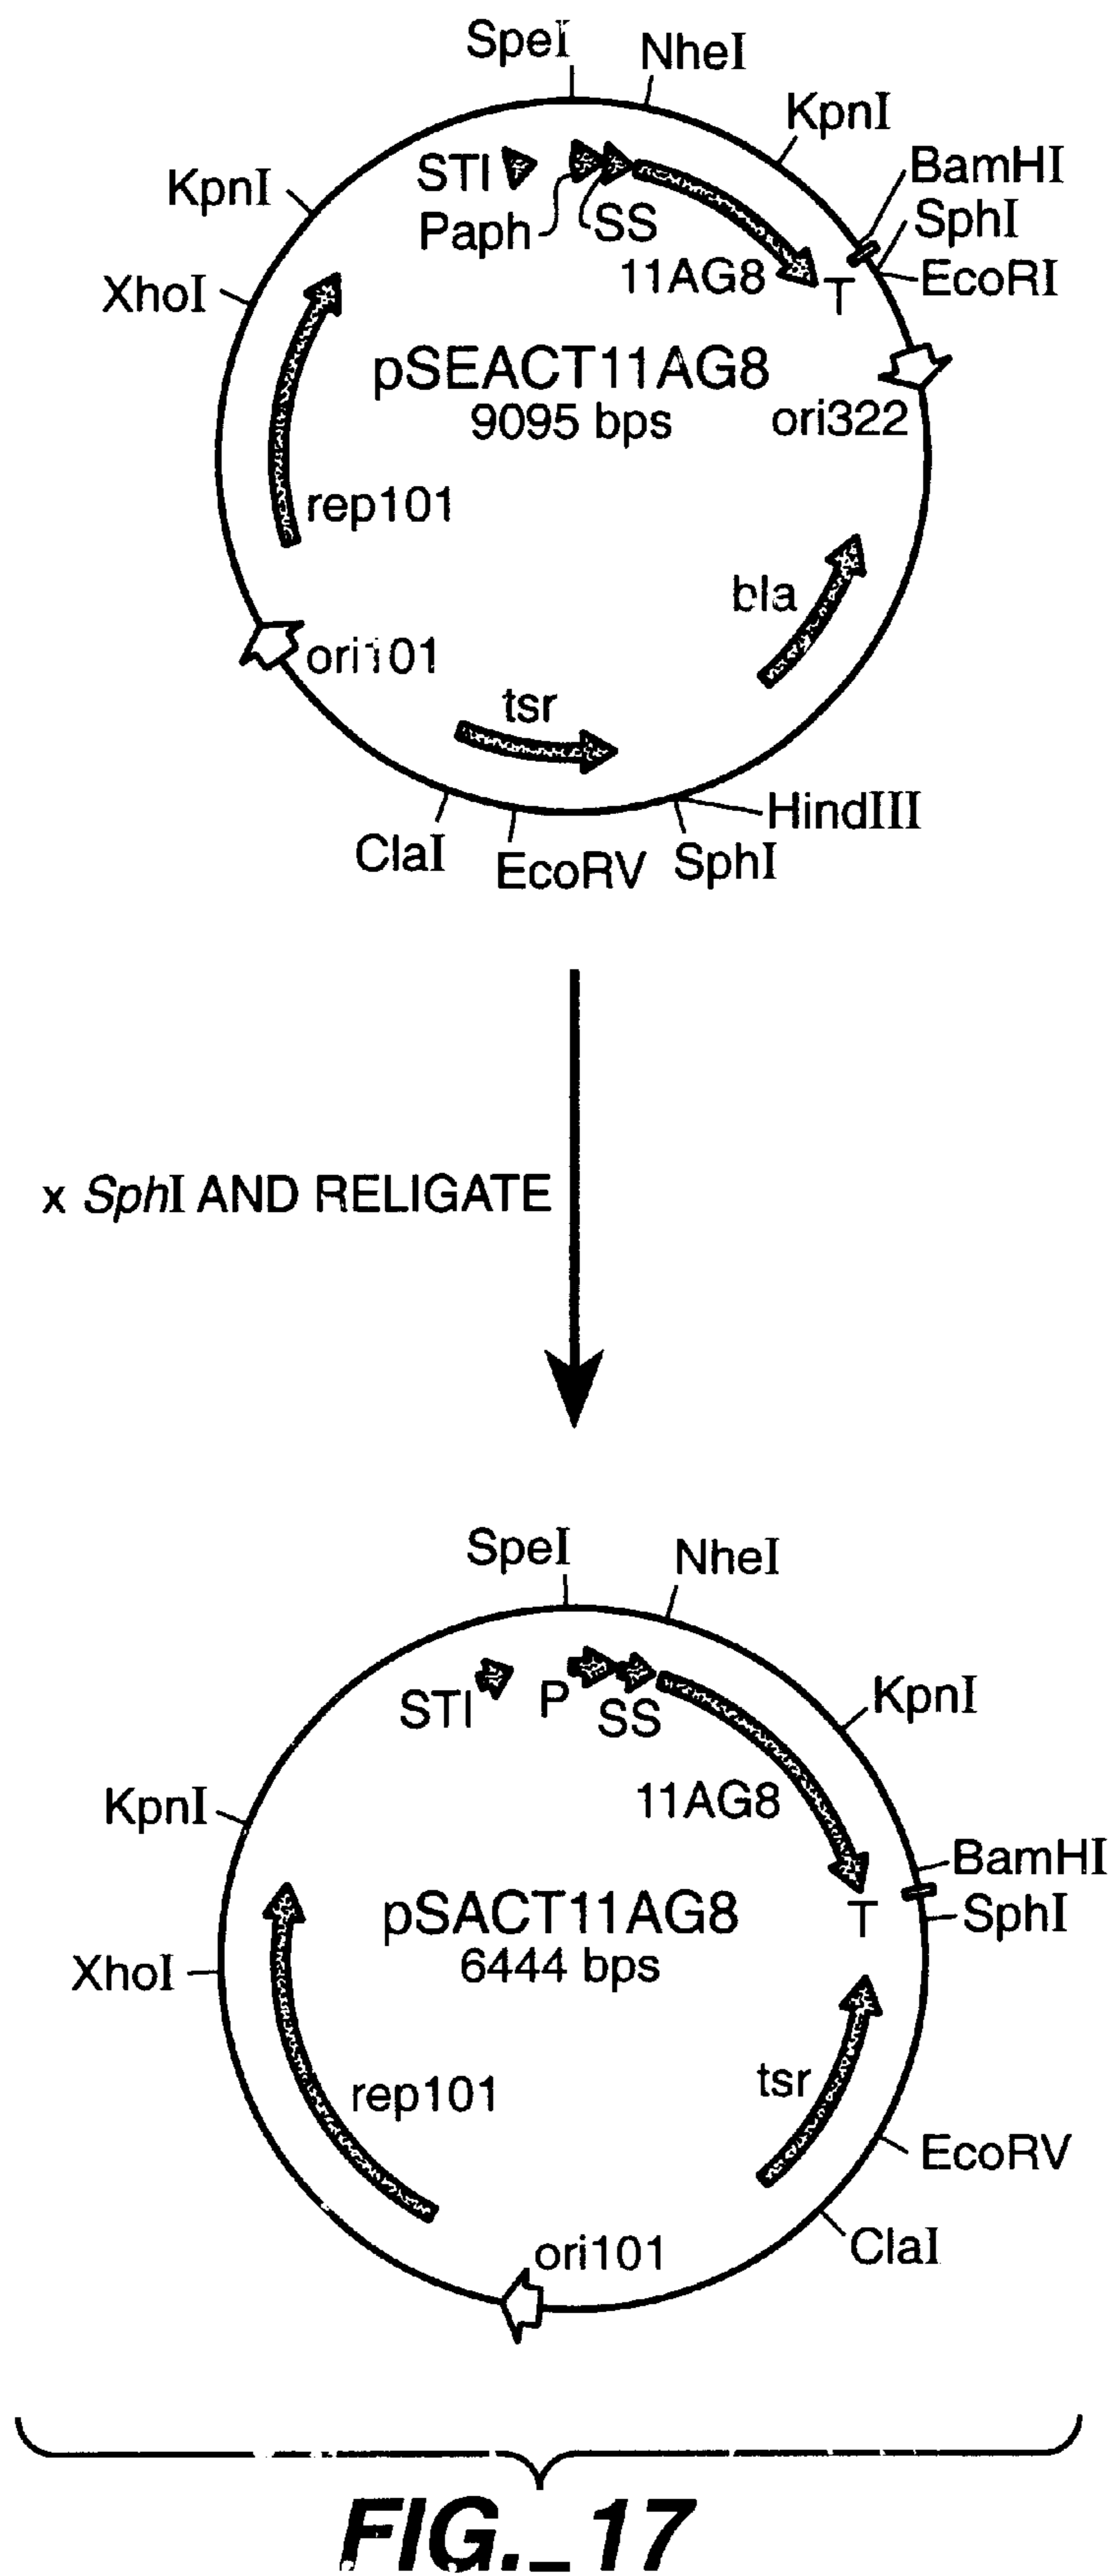 SpeI
NheI
KpnI
BamHI
SphI
EcoRI
KpnI
STI
Paph
SS
11AG8
T
XhoI
pSEACT11AG8
9095 bps
ori322
rep101
bla
ori101
tsr
HindIII
ClaI
EcoRV
SphI
x SphI AND RELIGATE
SpeI
NheI
STI
P
SS
KpnI
KpnI
11AG8
BamHI
T
SphI
pSACT11AG8
6444 bps
XhoI
rep101
tsr
EcoRV
ClaI
ori101
FIG._17